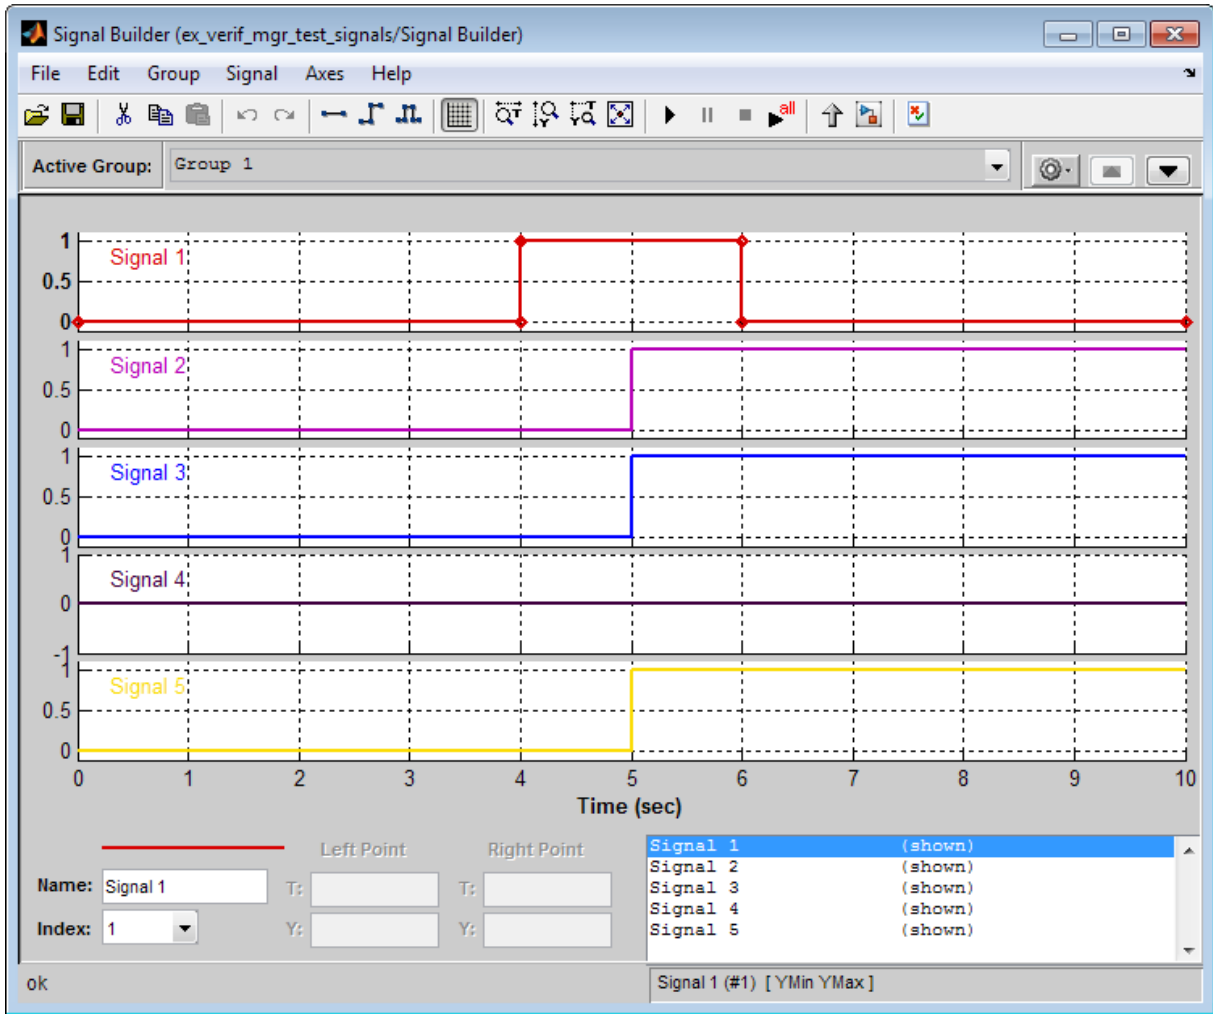 Signal Builder (ex_verif_mgr_test_signals/Signal Builder)
File Edit Group Signal Axes Help
all
Active Group: Group 1
1
Signal 1
0.5
0
1
Signal 2
0.5
0
1
Signal 3
0.5
0
1
Signal 4
0
-1
1
Signal 5
0.5
0
0 1 2 3 4 5 6 7 8 9 10
Time (sec)
Left Point Right Point
Name: Signal 1 T: T:
Index: 1 Y: Y:
Signal 1 (shown)
Signal 2 (shown)
Signal 3 (shown)
Signal 4 (shown)
Signal 5 (shown)
ok
Signal 1 (#1) [ YMin YMax ]